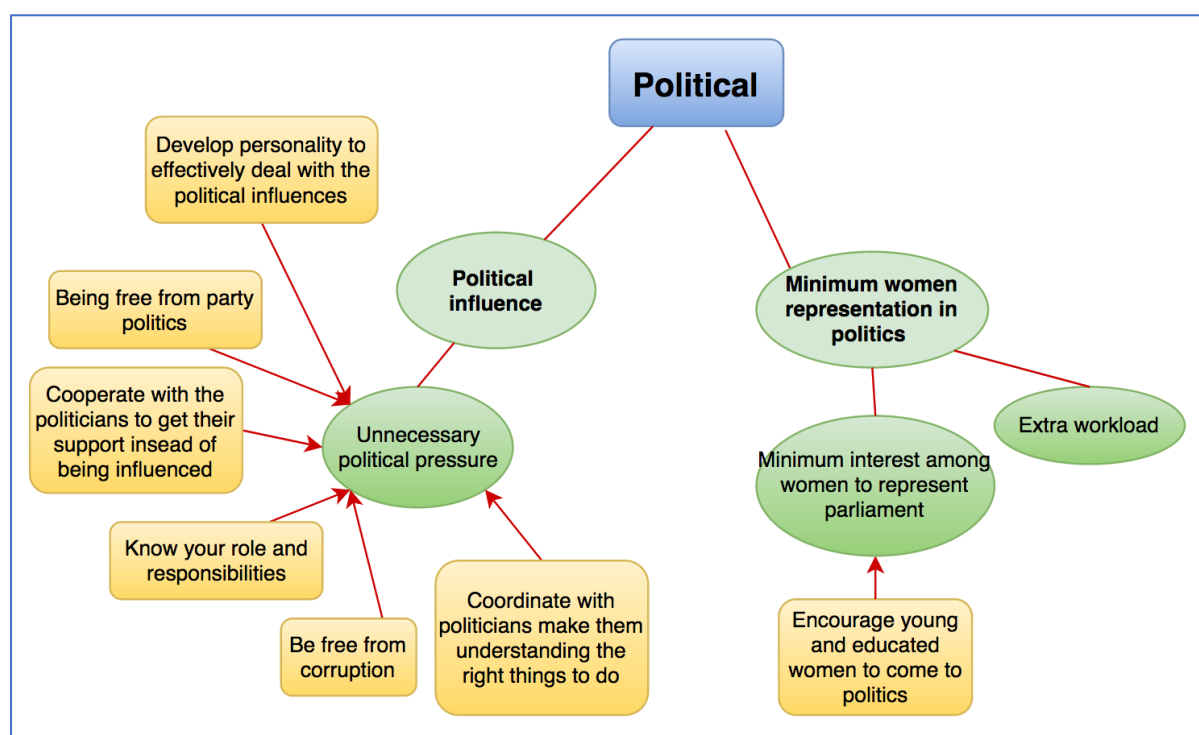 Political
Develop personality to
effectively deal with the
political influences
Political
influence
Minimum women
representation in
politics
Being free from party
politics
Cooperate with the
politicians to get their
support insead of
being influenced
Unnecessary
political pressure
Extra workload
Minimum interest among
women to represent
parliament
Know your role and
responsibilities
Be free from
corruption
Coordinate with
politicians make them
understanding the
right things to do
Encourage young
and educated
women to come to
politics